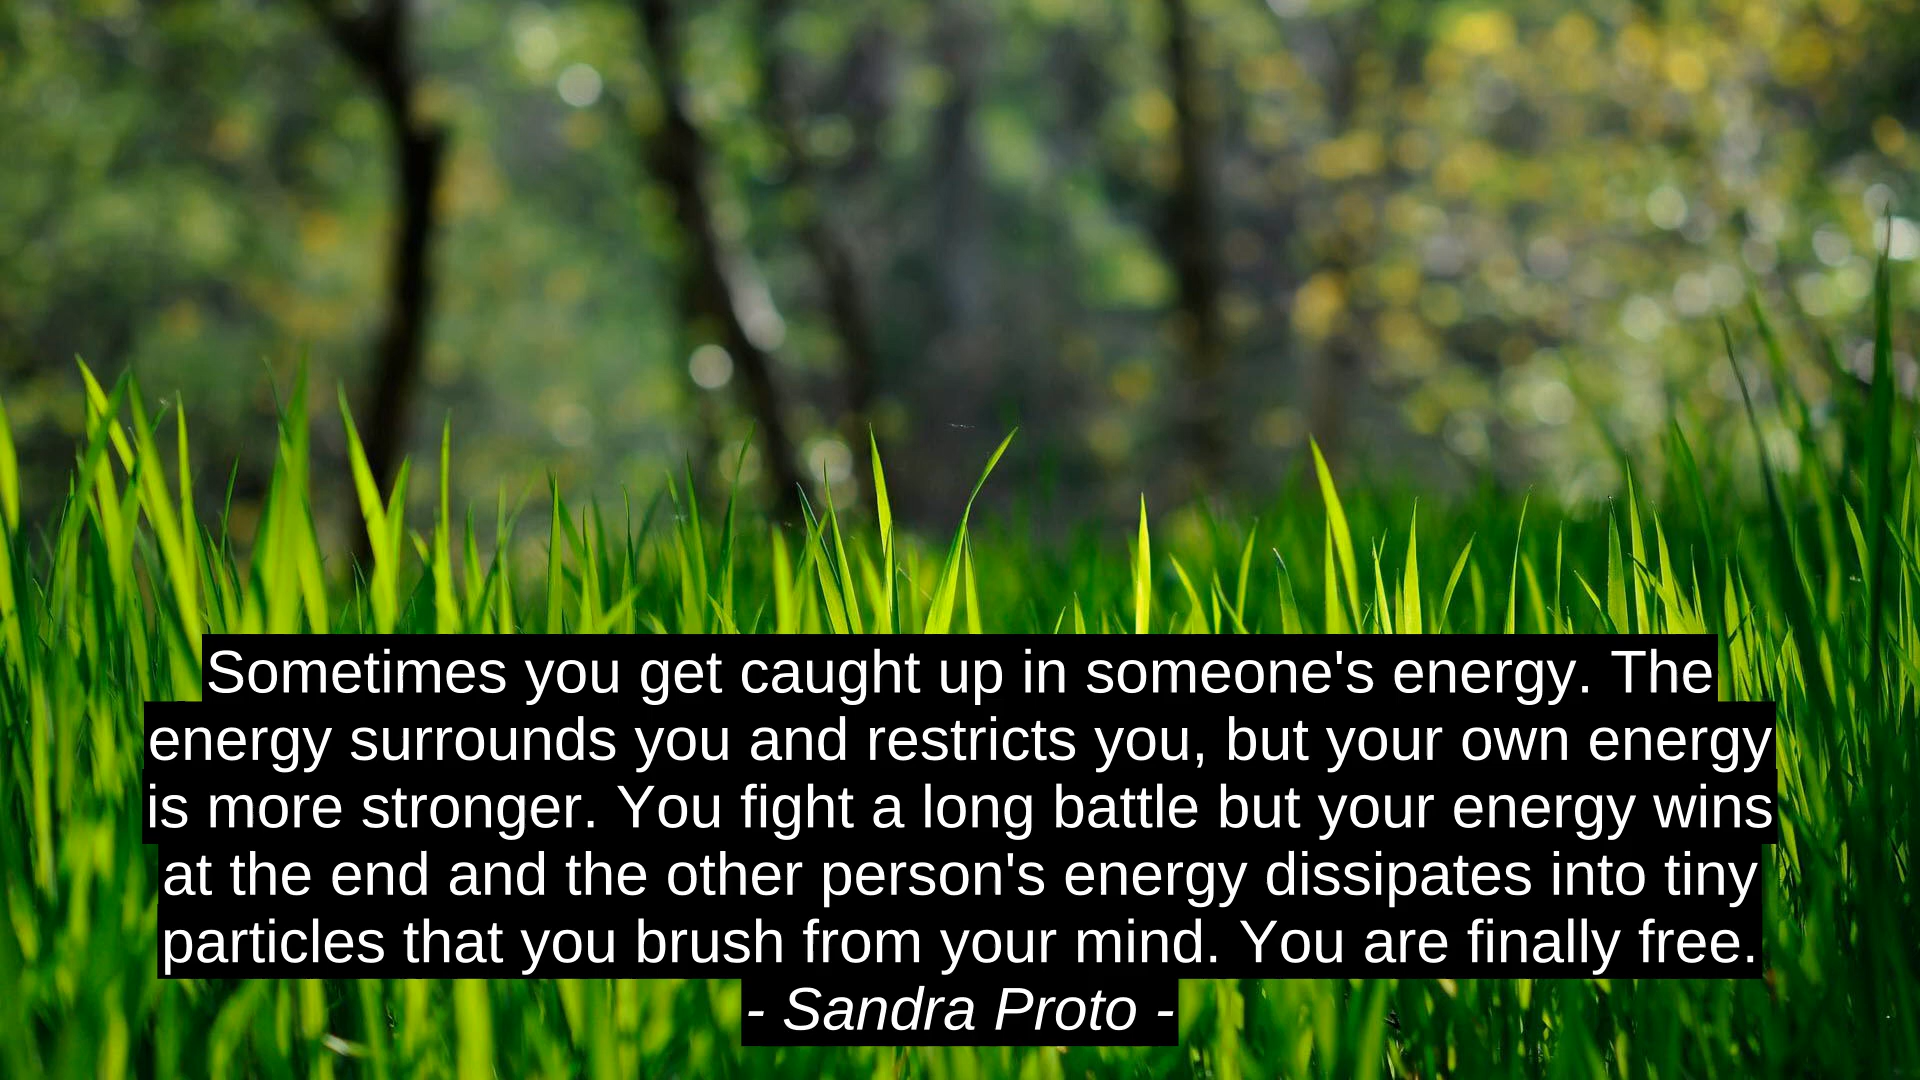 Sometimes you get caught up in someone's energy. The
energy surrounds you and restricts you, but your own energy
is more stronger. You fight a long battle but your energy wins
at the end and the other person's energy dissipates into tiny
particles that you brush from your mind. You are finally free.
- Sandra Proto -